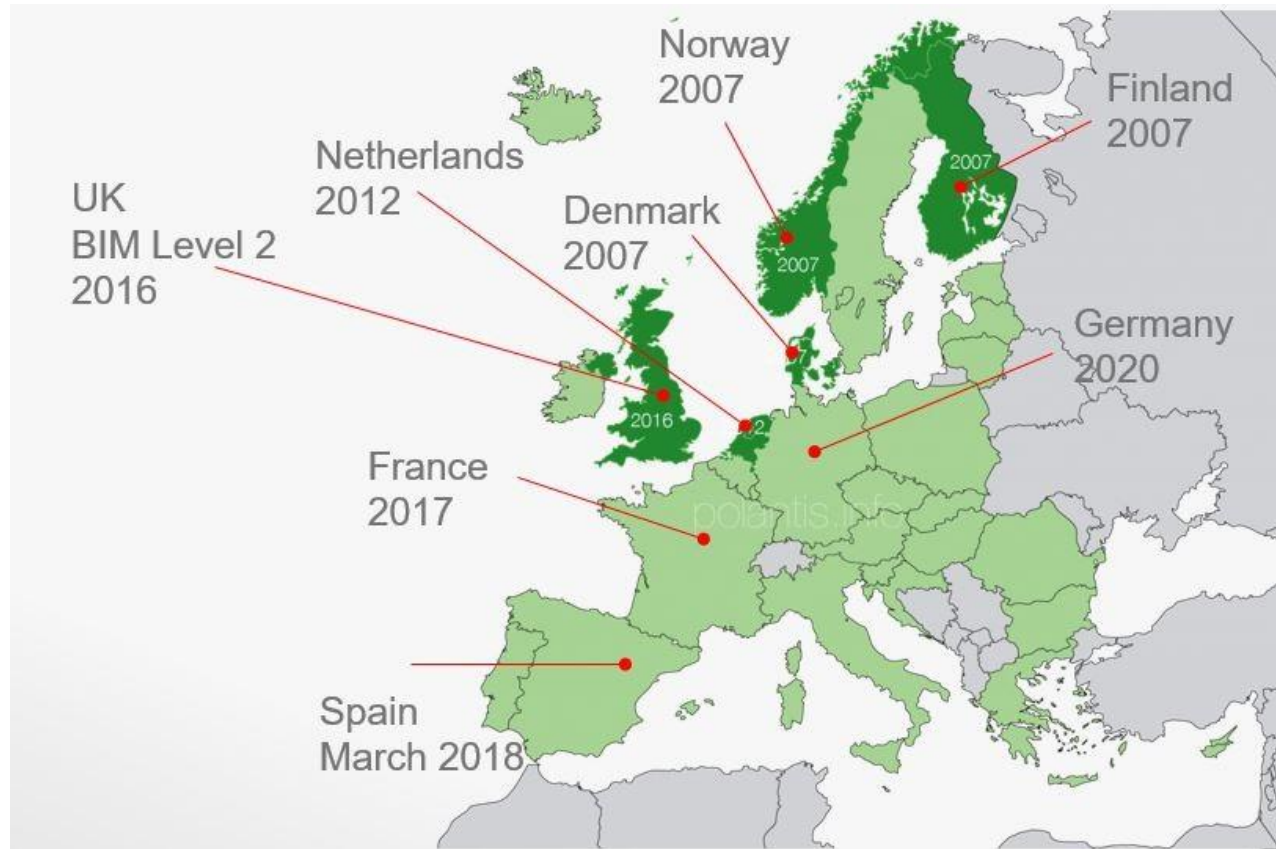 Norway
2007
Finland
2007
Netherlands
2012
UK
BIM Level 2
2016
Denmark
2007
2007
2007
Germany
2020
2016
France
2017
polantis.info
Spain
March 2018